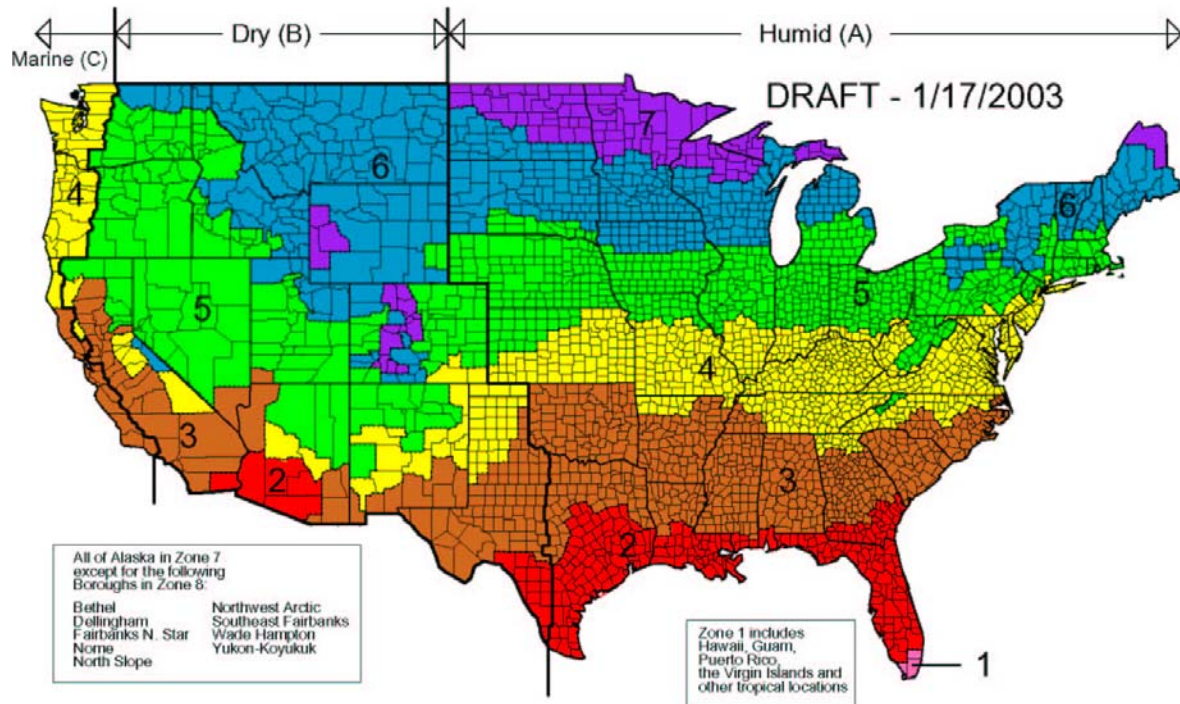 Marine (C)
Dry (B)
Humid (A)
DRAFT - 1/17/2003
7
6
4
6
5
5
4
3
3
2
2
1
All of Alaska in Zone 7
except for the following
Boroughs in Zone 8:
Bethel
Dellingham
Fairbanks N. Star
Nome
North Slope
Northwest Arctic
Southeast Fairbanks
Wade Hampton
Yukon-Koyukuk
Zone 1 includes
Hawaii, Guam,
Puerto Rico,
the Virgin Islands and
other tropical locations